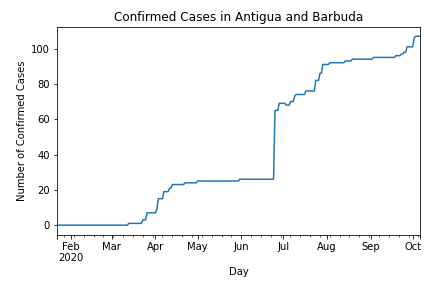 Confirmed Cases in Antigua and Barbuda
Number of Confirmed Cases
100
80
60
40
20
0
Feb Mar Apr May Jun Jul Aug Sep Oct
2020
Day